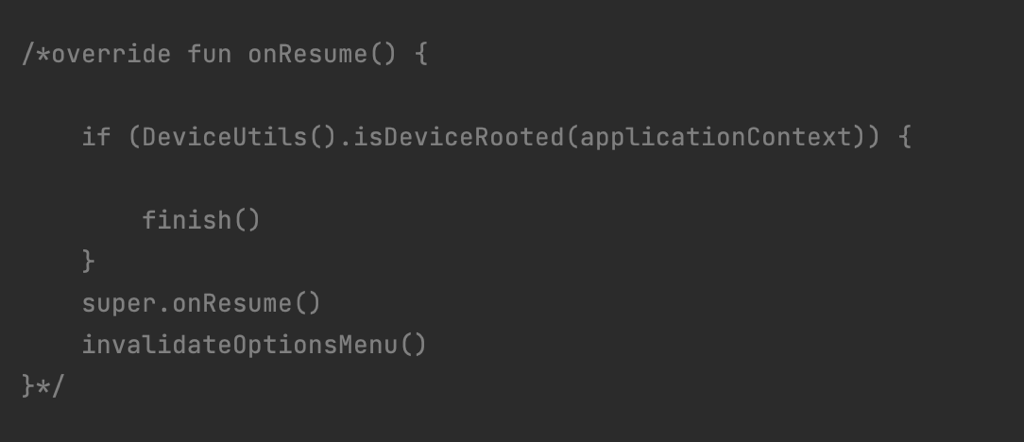 /*override fun onResume() {
if (DeviceUtils().isDeviceRooted(applicationContext)) {
finish()
}
super.onResume()
invalidateOptionsMenu()
}*/